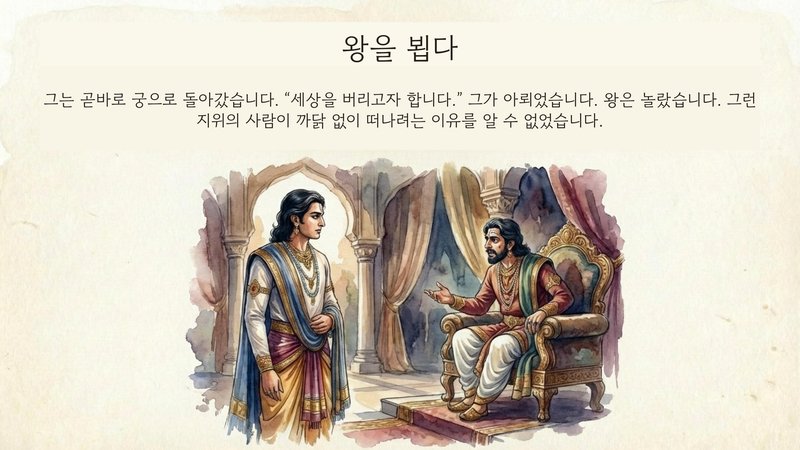 왕을 뵙다
그는 곧바로 궁으로 돌아갔습니다. “세상을 버리고자 합니다.” 그가 아뢰었습니다. 왕은 놀랐습니다. 그런
지위의 사람이 까닭 없이 떠나려는 이유를 알 수 없었습니다.